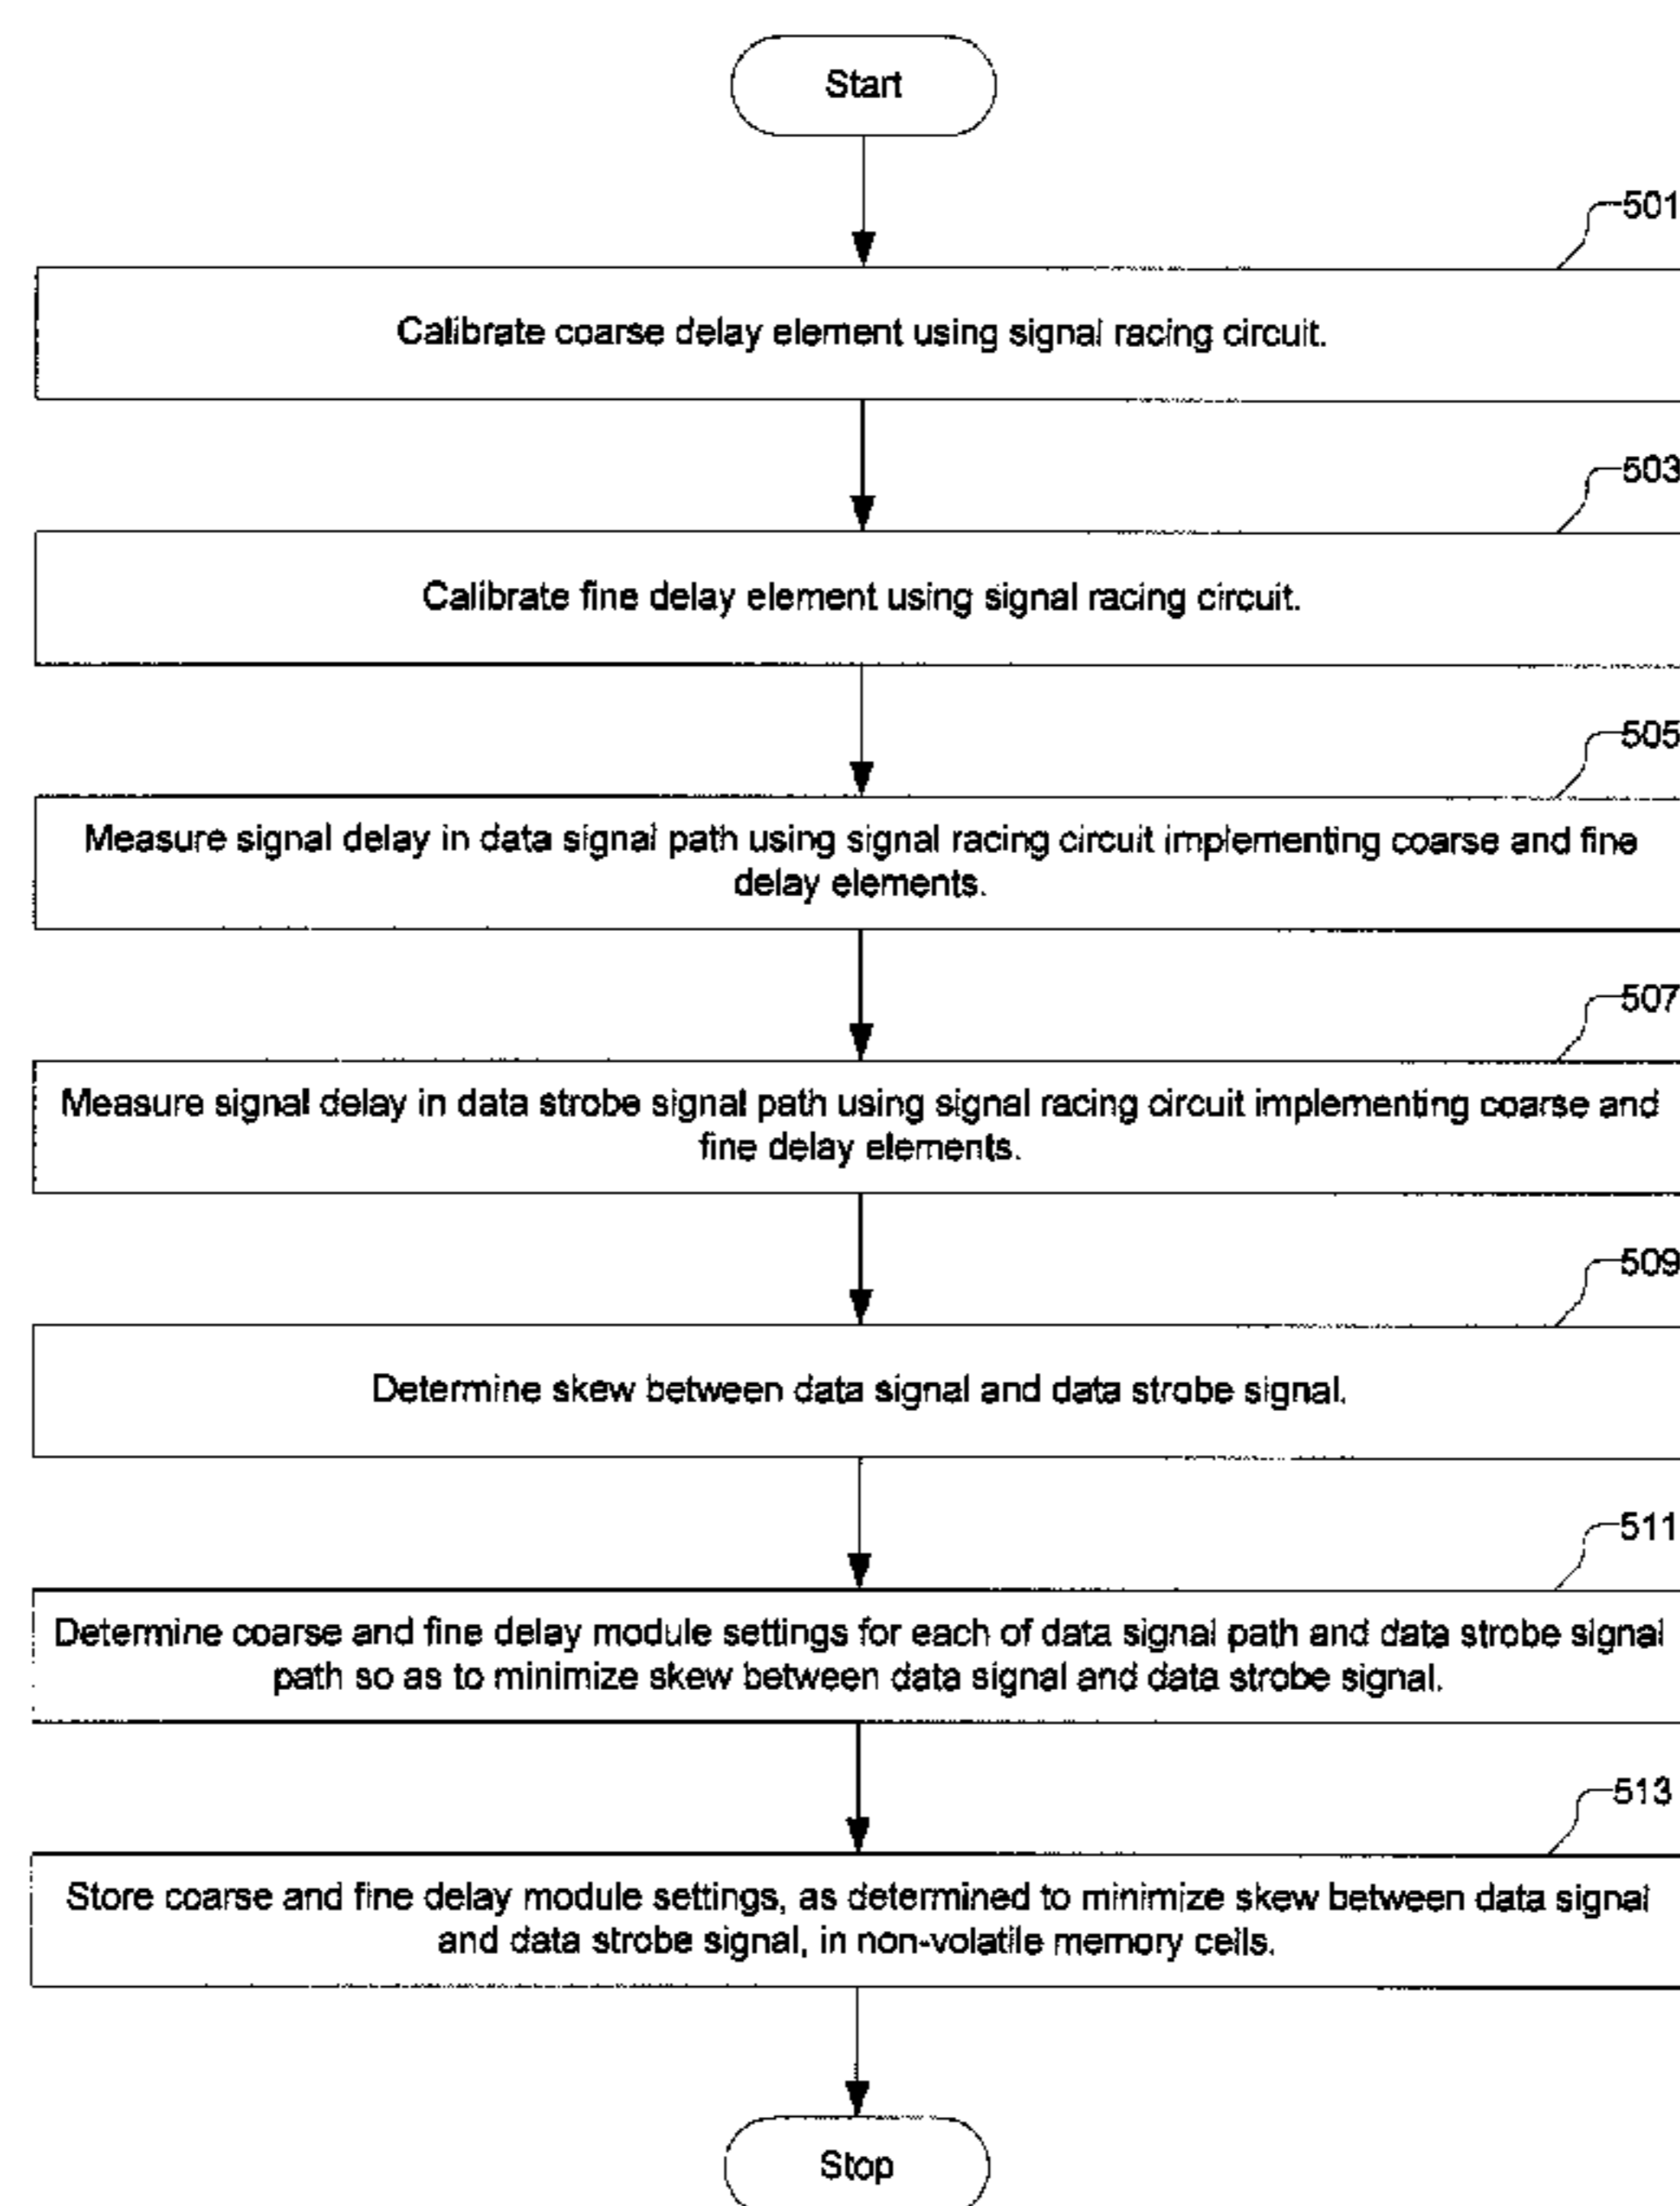 Start
501
Calibrate coarse delay element using signal racing circuit.
503
Calibrate fine delay element using signal racing circuit.
505
Measure signal delay in data signal path using signal racing circuit implementing coarse and fine
delay elements.
507
Measure signal delay in data strobe signal path using signal racing circuit implementing coarse and
fine delay elements.
509
Determine skew between data signal and data strobe signal.
511
Determine coarse and fine delay module settings for each of data signal path and data strobe signal
path so as to minimize skew between data signal and data strobe signal.
513
Store coarse and fine delay module settings, as determined to minimize skew between data signal
and data strobe signal, in non-volatile memory cells.
Stop